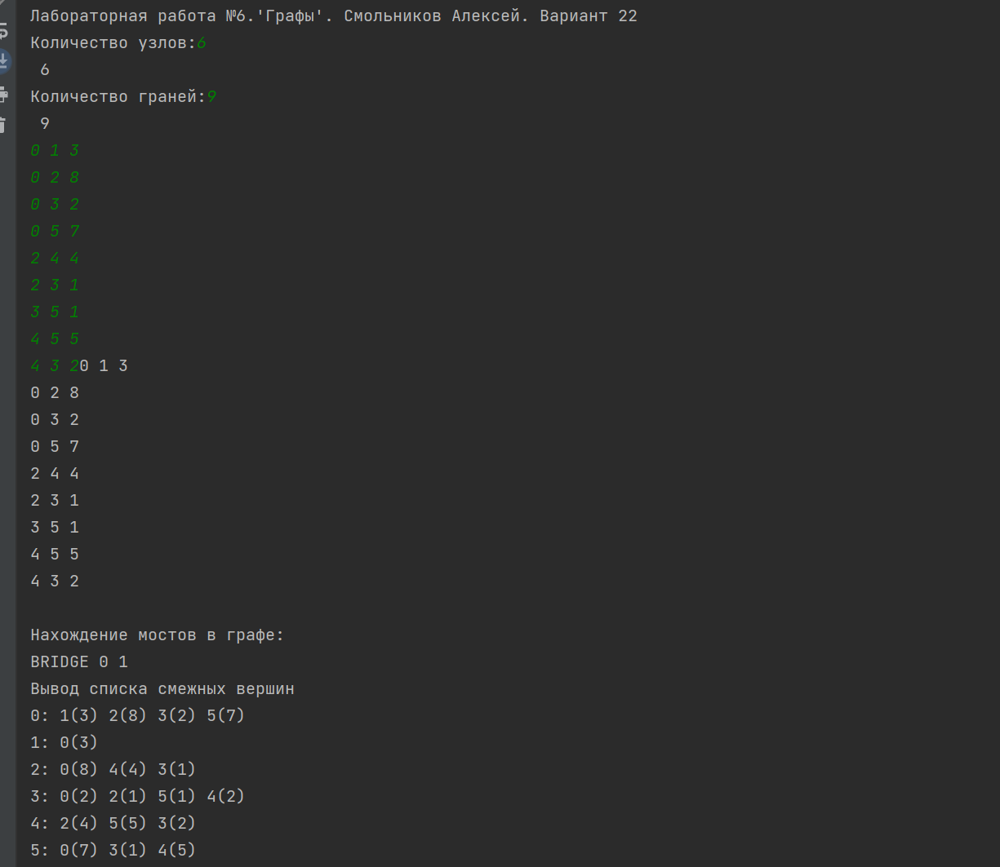 Лабораторная работа №6.'Графы'. Смольников Алексей. Вариант 22
Количество узлов:6
6
Количество граней:9
9
0 1 3
0 2 8
0 3 2
0 5 7
2 4 4
2 3 1
3 5 1
4 5 5
4 3 20 1 3
0 2 8
0 3 2
0 5 7
2 4 4
2 3 1
3 5 1
4 5 5
4 3 2
Нахождение мостов в графе:
BRIDGE 0 1
Вывод списка смежных вершин
0: 1(3) 2(8) 3(2) 5(7)
1: 0(3)
2: 0(8) 4(4) 3(1)
3: 0(2) 2(1) 5(1) 4(2)
4: 2(4) 5(5) 3(2)
5: 0(7) 3(1) 4(5)